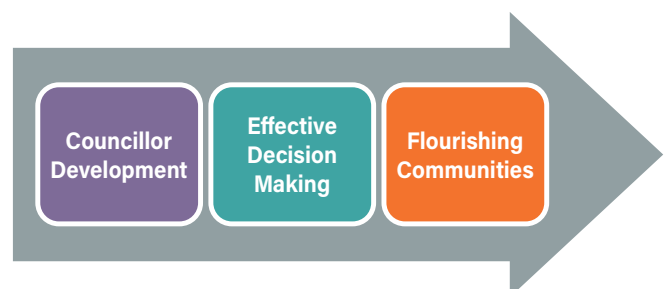 Councillor
Development
Effective
Decision
Making
Flourishing
Communities